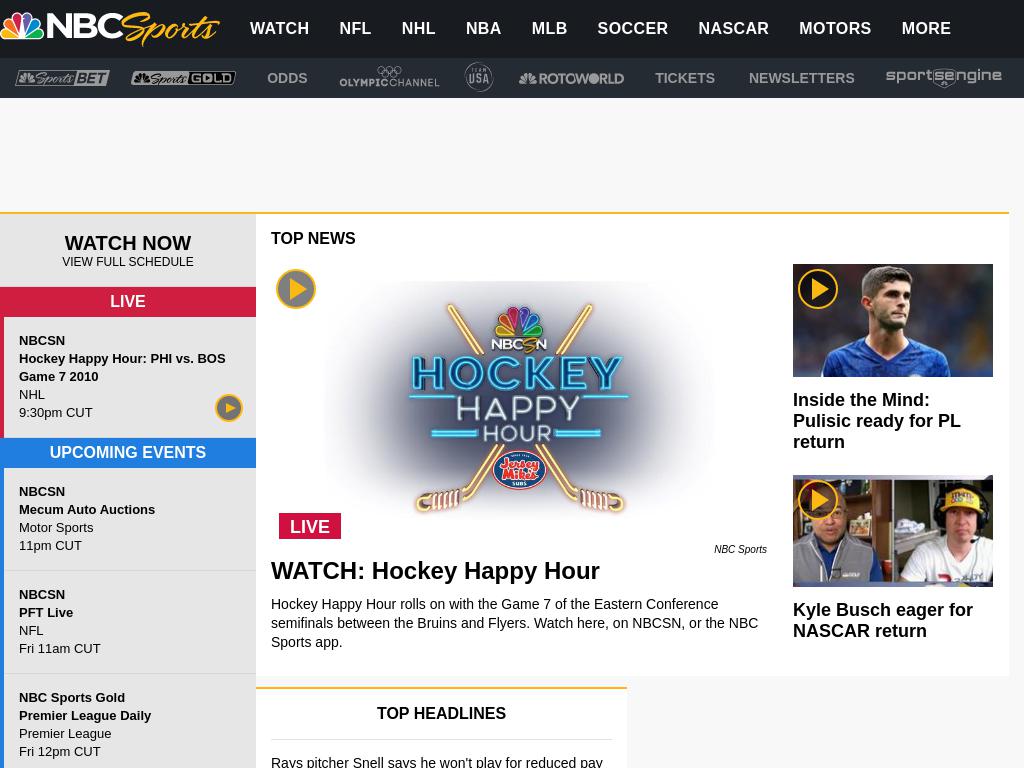 NBC Sports
WATCH NFL NHL NBA MLB SOCCER NASCAR MOTORS MORE
Sports BET
Sports GOLD
ODDS
OLYMPIC CHANNEL
TEAM USA
ROTOWORLD
TICKETS
NEWSLETTERS
sportsengine
WATCH NOW
VIEW FULL SCHEDULE
LIVE
NBCSN
Hockey Happy Hour: PHI vs. BOS
Game 7 2010
NHL
9:30pm CUT
UPCOMING EVENTS
NBCSN
Mecum Auto Auctions
Motor Sports
11pm CUT
NBCSN
PFT Live
NFL
Fri 11am CUT
NBC Sports Gold
Premier League Daily
Premier League
Fri 12pm CUT
TOP NEWS
NBCSN
HOCKEY
HAPPY
HOUR
Jersey
Mike's
SUBS
LIVE
NBC Sports
WATCH: Hockey Happy Hour
Hockey Happy Hour rolls on with the Game 7 of the Eastern Conference
semifinals between the Bruins and Flyers. Watch here, on NBCSN, or the NBC
Sports app.
Inside the Mind:
Pulisic ready for PL
return
Kyle Busch eager for
NASCAR return
TOP HEADLINES
Rays pitcher Snell says he won't play for reduced pay